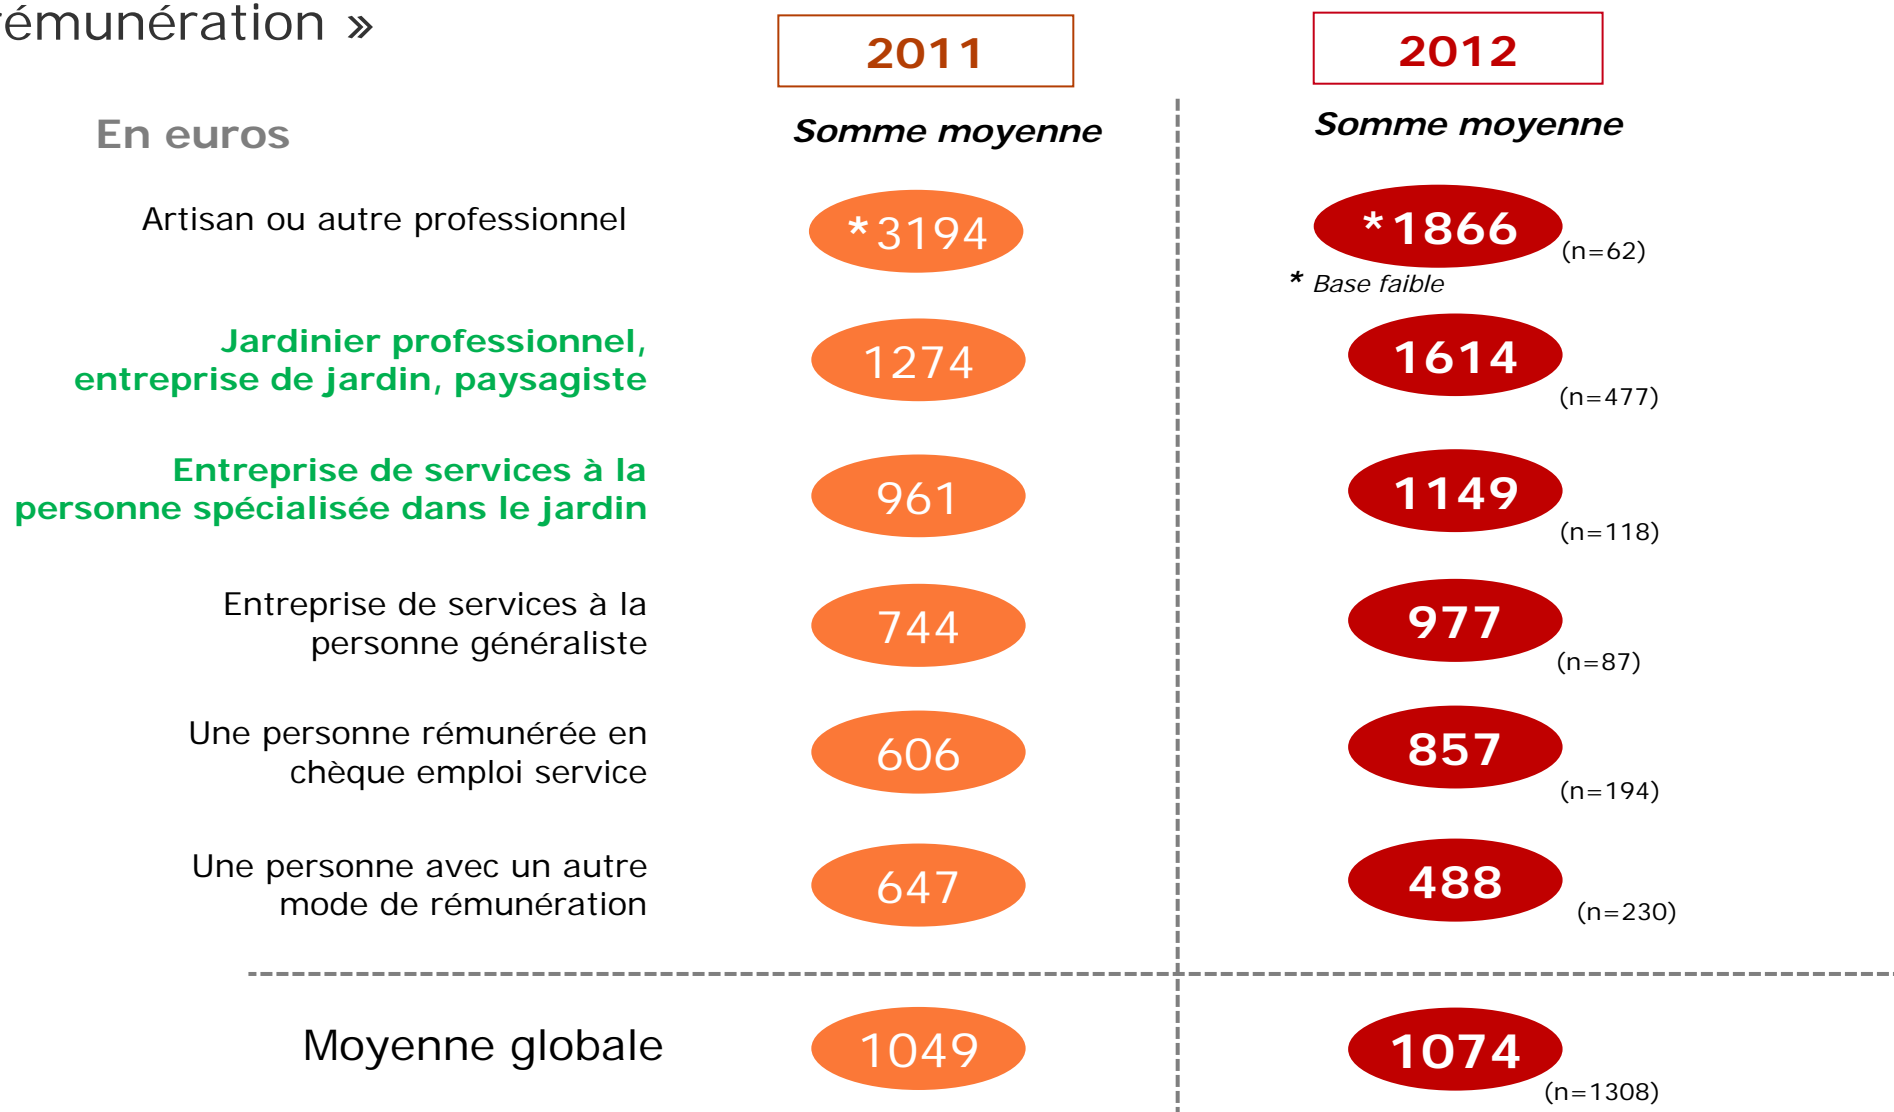 rémunération »
2011
2012
En euros
Somme moyenne
Somme moyenne
Artisan ou autre professionnel
*3194
*1866
(n=62)
* Base faible
Jardinier professionnel,
entreprise de jardin, paysagiste
1274
1614
(n=477)
Entreprise de services à la
personne spécialisée dans le jardin
961
1149
(n=118)
Entreprise de services à la
personne généraliste
744
977
(n=87)
Une personne rémunérée en
chèque emploi service
606
857
(n=194)
Une personne avec un autre
mode de rémunération
647
488
(n=230)
Moyenne globale
1049
1074
(n=1308)